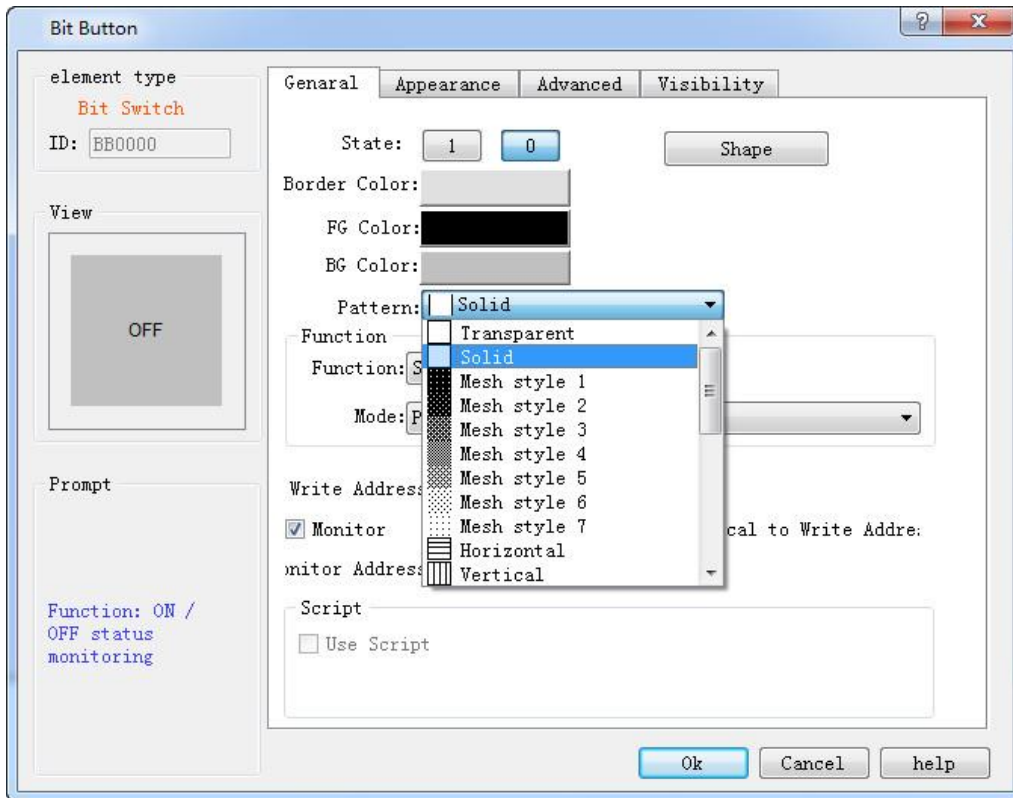 Bit Button
element type
Bit Switch
ID: BB0000
View
OFF
Prompt
Function: ON /
OFF status
monitoring
Genaral
Appearance
Advanced
Visibility
State: 1 0
Shape
Border Color:
FG Color:
BG Color:
Pattern: Solid
Transparent
Solid
Mesh style 1
Mesh style 2
Mesh style 3
Mesh style 4
Mesh style 5
Mesh style 6
Mesh style 7
Horizontal
Vertical
Function
Function: S
Mode: P
Write Address
Monitor
cal to Write Addre
nitor Address
Script
Use Script
Ok
Cancel
help